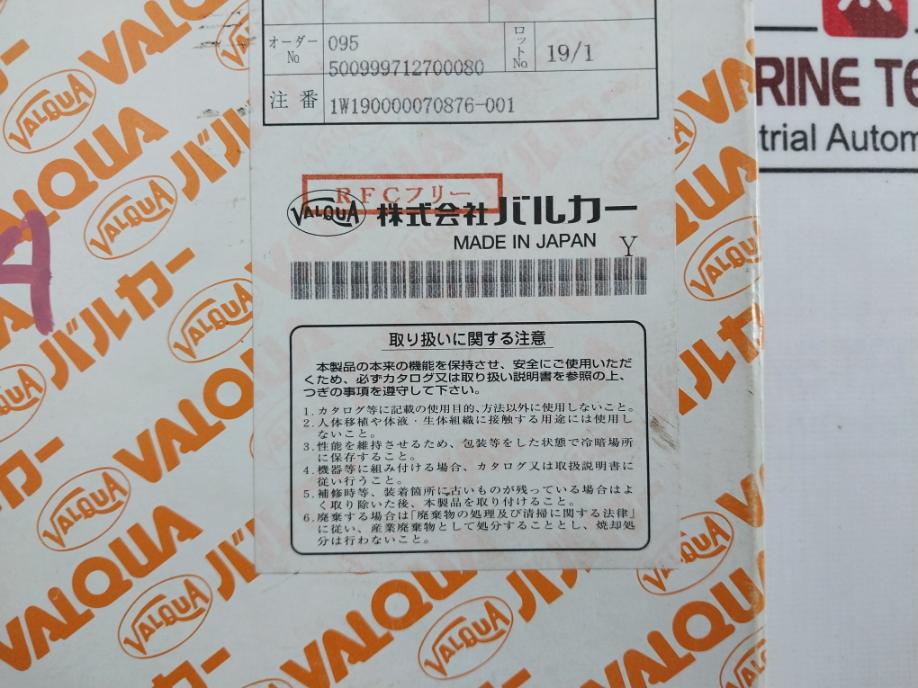 オーダーNo 095 500999712700080 ロットNo 19/1
注番 1W190000070876-001
RFCフリー
VALQUA 株式会社バルカー
MADE IN JAPAN Y
取り扱いに関する注意
本製品の本来の機能を保持させ、安全にご使用いただ
くため、必ずカタログ又は取り扱い説明書を参照の上、
つぎの事項を遵守して下さい。
1. カタログ等に記載の使用目的、方法以外に使用しないこと。
2. 人体移植や体液・生体組織に接触する用途には使用し
ないこと。
3. 性能を維持させるため、包装等をした状態で冷暗場所
に保存すること。
4. 機器等に組み付ける場合、カタログ又は取扱説明書に
従い行うこと。
5. 補修時等、装着箇所に古いものが残っている場合はよ
く取り除いた後、本製品を取り付けること。
6. 廃棄する場合は「廃棄物の処理及び清掃に関する法律」
に従い、産業廃棄物として処分することとし、焼却処
分は行わないこと。
VALQUA バルカー
VALQUA バルカー
VALQUA バルカー
RINE TE
trial Autom